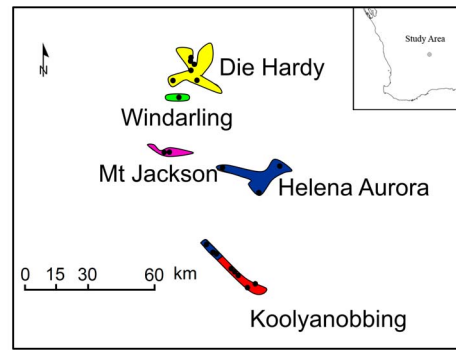 Study Area
N
Die Hardy
Windarling
Mt Jackson
Helena Aurora
0 15 30 60 km
Koolyanobbing